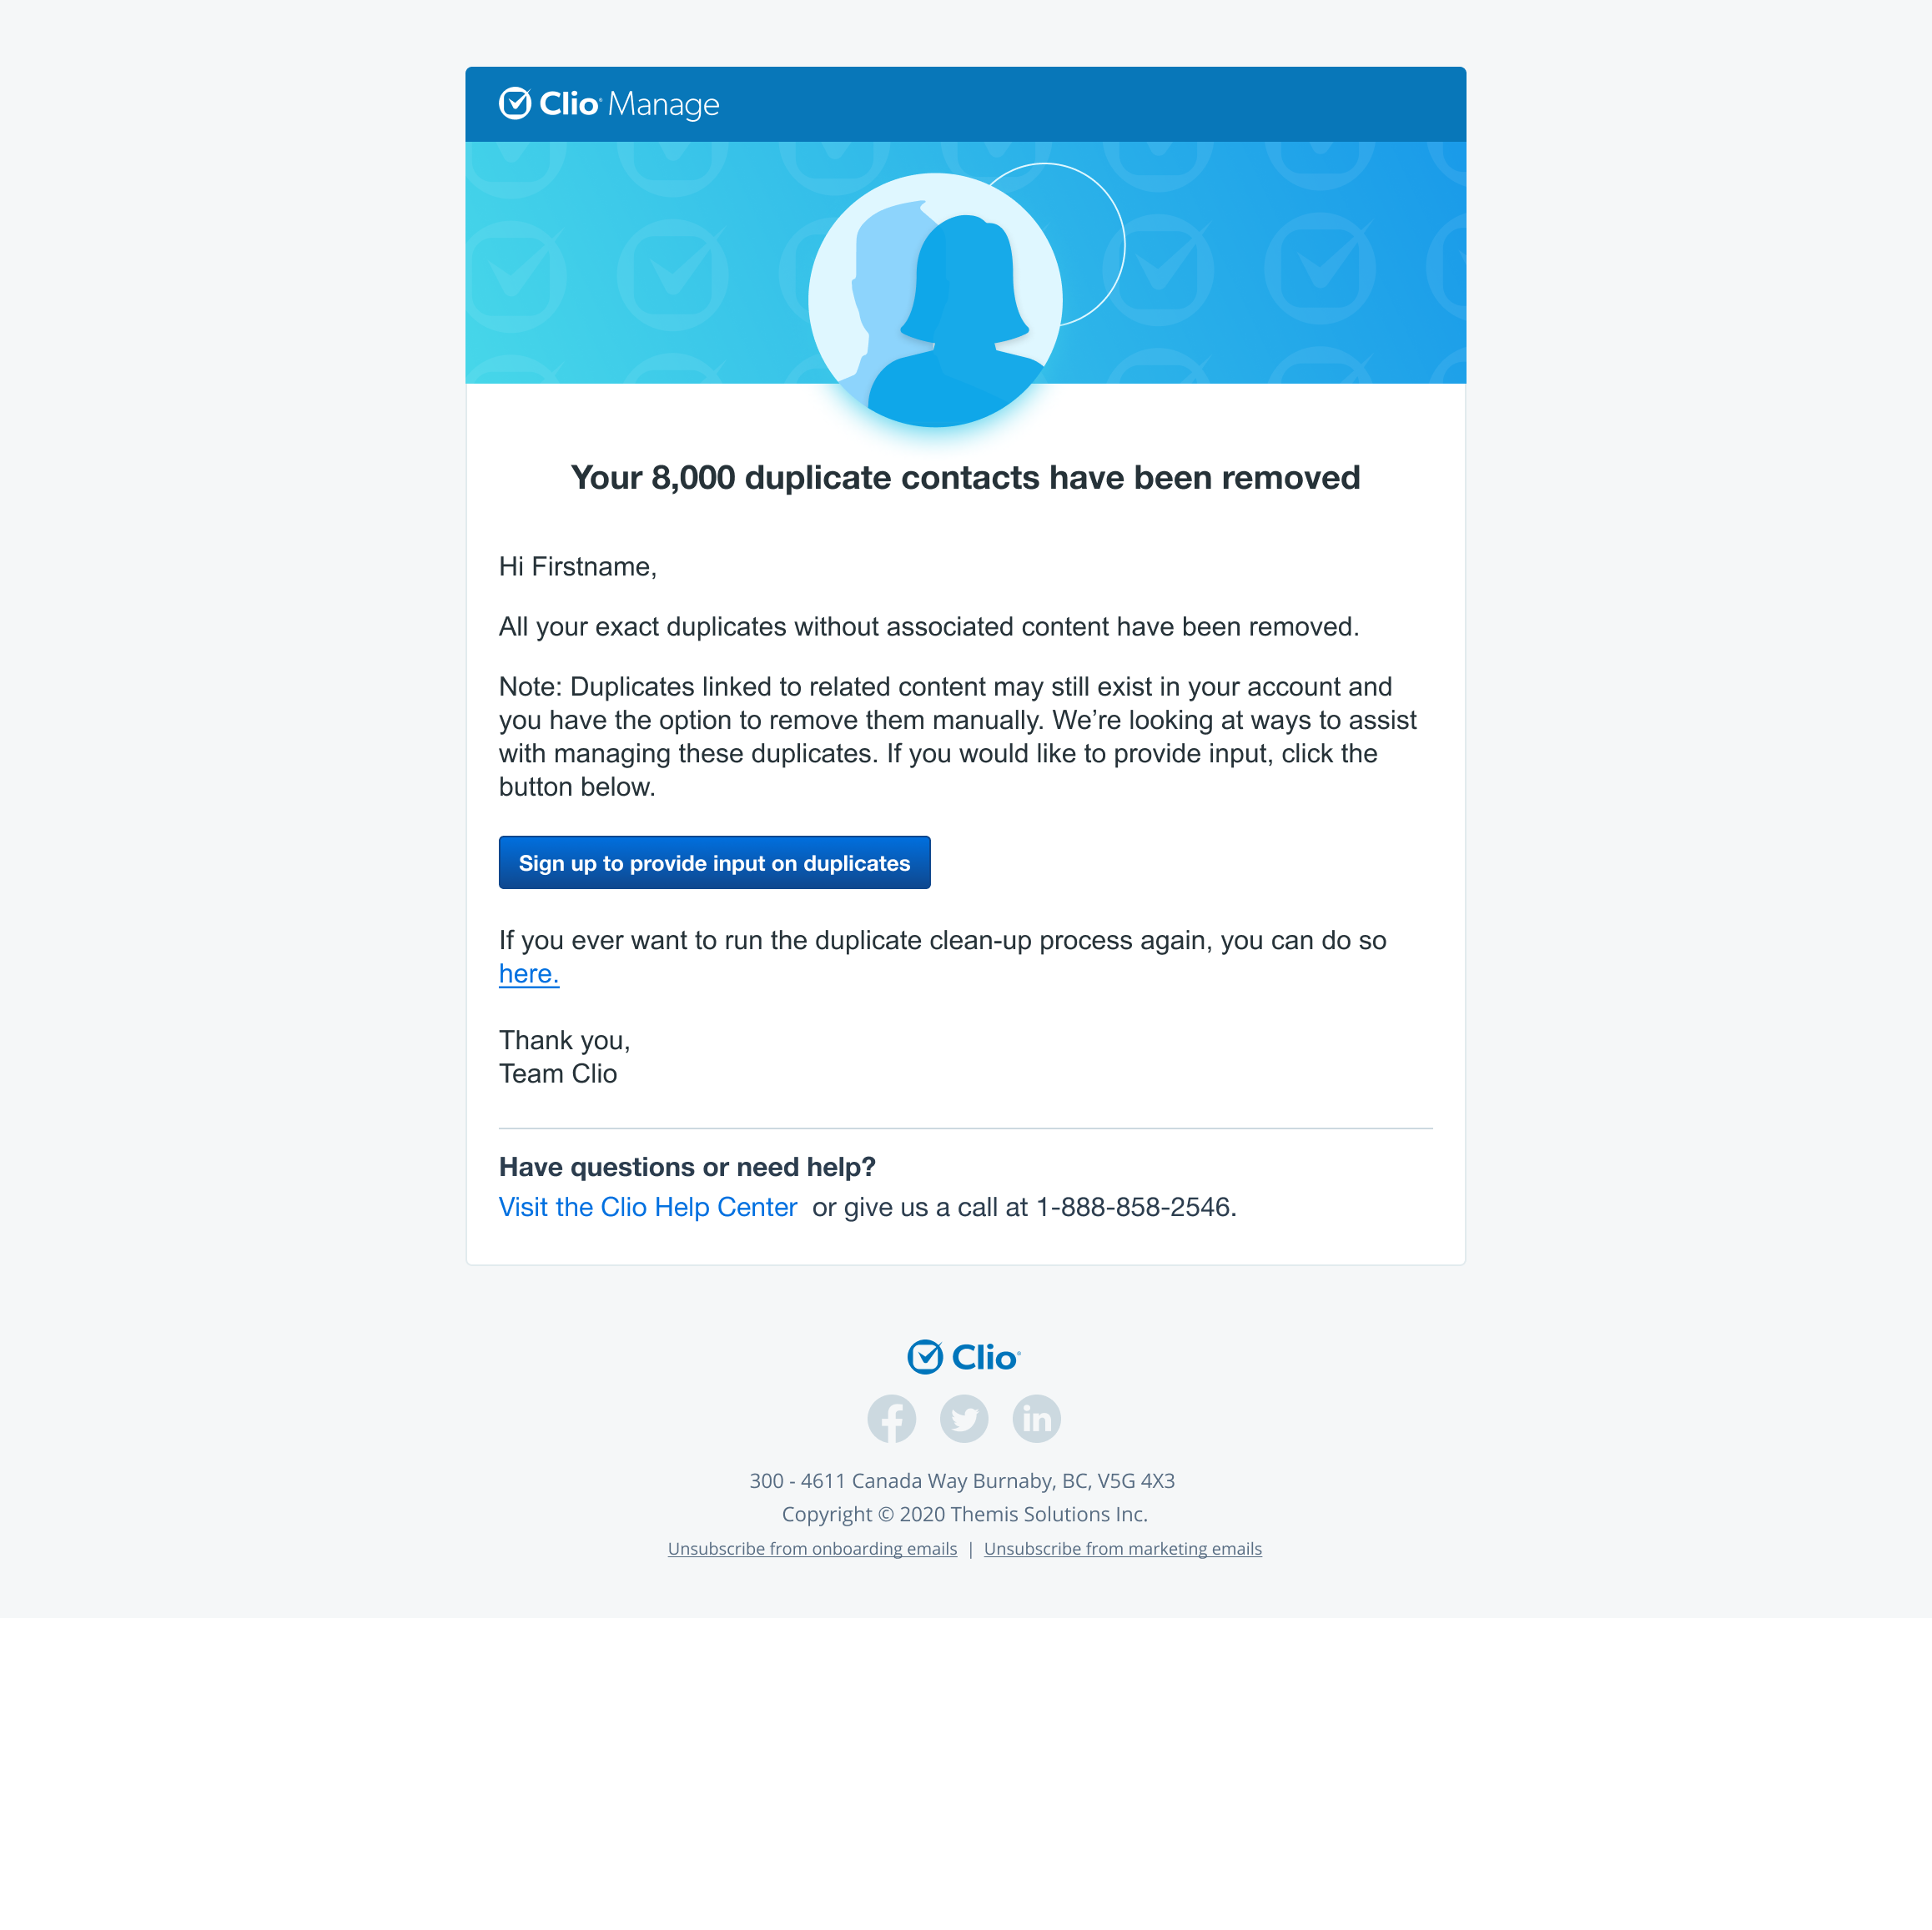 Clio Manage
Your 8,000 duplicate contacts have been removed
Hi Firstname,
All your exact duplicates without associated content have been removed.
Note: Duplicates linked to related content may still exist in your account and
you have the option to remove them manually. We’re looking at ways to assist
with managing these duplicates. If you would like to provide input, click the
button below.
Sign up to provide input on duplicates
If you ever want to run the duplicate clean-up process again, you can do so
here.
Thank you,
Team Clio
Have questions or need help?
Visit the Clio Help Center or give us a call at 1-888-858-2546.
Clio
300 - 4611 Canada Way Burnaby, BC, V5G 4X3
Copyright © 2020 Themis Solutions Inc.
Unsubscribe from onboarding emails | Unsubscribe from marketing emails